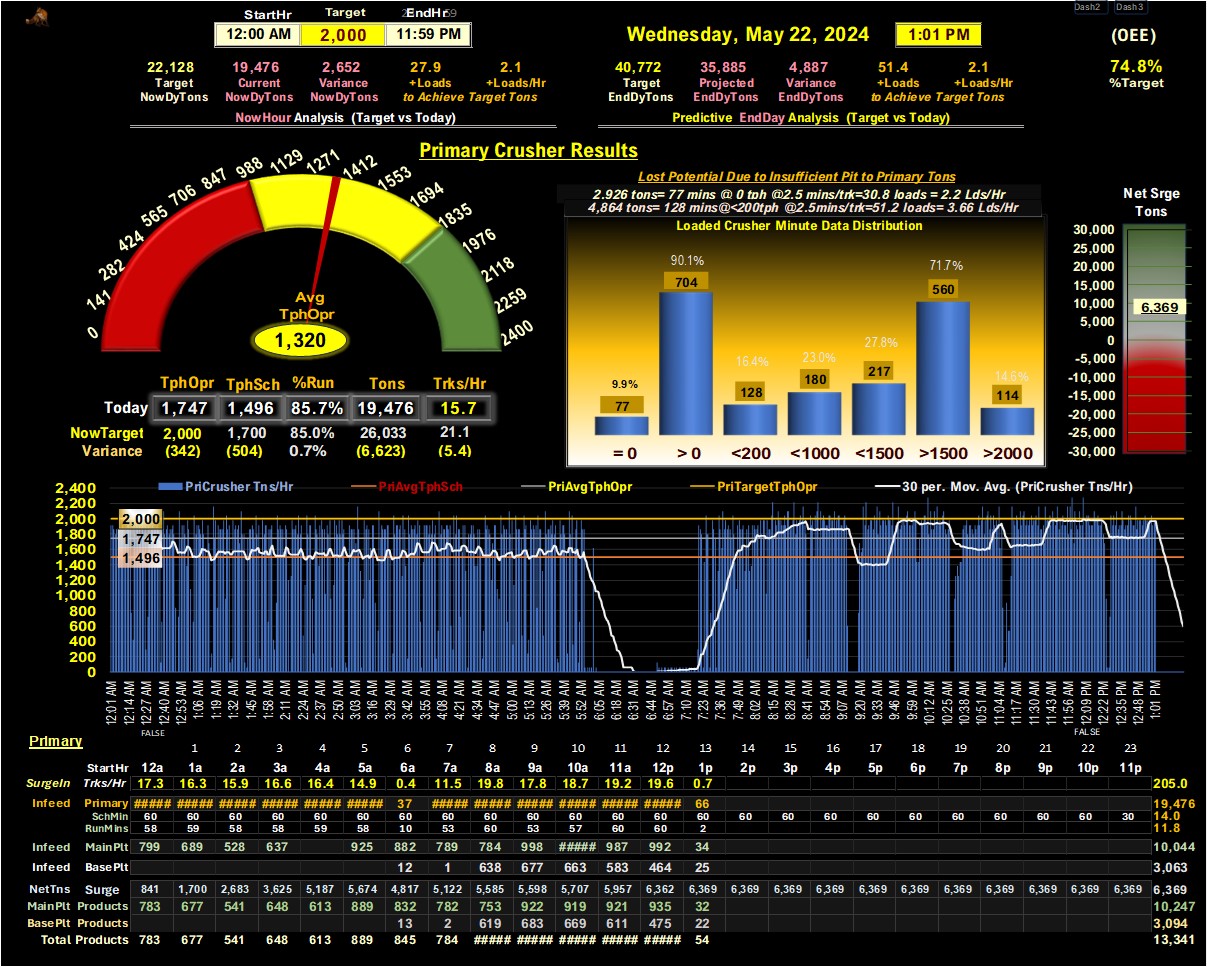 Dash2 Dash3
StartHr Target EndHr
12:00 AM 2,000 11:59 PM
Wednesday, May 22, 2024 1:01 PM
(OEE)
22,128 19,476 2,652 27.9 2.1
Target Current Variance +Loads +Loads/Hr
NowDyTons NowDyTons NowDyTons to Achieve Target Tons
NowHour Analysis (Target vs Today)
40,772 35,885 4,887 51.4 2.1
Target Projected Variance +Loads +Loads/Hr
EndDyTons EndDyTons EndDyTons to Achieve Target Tons
Predictive EndDay Analysis (Target vs Today)
74.8%
%Target
Primary Crusher Results
0 141 282 424 565 706 847 988 1129 1271 1412 1553 1694 1835 1976 2118 2259 2400
Avg
TphOpr
1,320
TphOpr TphSch %Run Tons Trks/Hr
Today 1,747 1,496 85.7% 19,476 15.7
NowTarget 2,000 1,700 85.0% 26,033 21.1
Variance (342) (504) 0.7% (6,623) (5.4)
Lost Potential Due to Insufficient Pit to Primary Tons
2,926 tons= 77 mins @ 0 tph @2.5 mins/trk=30.8 loads = 2.2 Lds/Hr
4,864 tons= 128 mins@<200tph @2.5mins/trk=51.2 loads= 3.66 Lds/Hr
Loaded Crusher Minute Data Distribution
9.9% 90.1% 16.4% 23.0% 27.8% 71.7% 14.6%
77 704 128 180 217 560 114
= 0 > 0 <200 <1000 <1500 >1500 >2000
Net Srge
Tons
30,000
25,000
20,000
15,000
10,000
6,369
5,000
0
-5,000
-10,000
-15,000
-20,000
-25,000
-30,000
PriCrusher Tns/Hr PriAvgTphSch PriAvgTphOpr PriTargetTphOpr 30 per. Mov. Avg. (PriCrusher Tns/Hr)
2,400
2,200
2,000
1,800
1,600
1,400
1,200
1,000
800
600
400
200
0
2,000
1,747
1,496
12:01 AM 12:14 AM 12:27 AM 12:40 AM 12:53 AM 1:06 AM 1:19 AM 1:32 AM 1:45 AM 1:58 AM 2:11 AM 2:24 AM 2:37 AM 2:50 AM 3:03 AM 3:16 AM 3:29 AM 3:42 AM 3:55 AM 4:08 AM 4:21 AM 4:34 AM 4:47 AM 5:00 AM 5:13 AM 5:26 AM 5:39 AM 5:52 AM 6:05 AM 6:18 AM 6:31 AM 6:44 AM 6:57 AM 7:10 AM 7:23 AM 7:36 AM 7:49 AM 8:02 AM 8:15 AM 8:28 AM 8:41 AM 8:54 AM 9:07 AM 9:20 AM 9:33 AM 9:46 AM 9:59 AM 10:12 AM 10:25 AM 10:38 AM 10:51 AM 11:04 AM 11:17 AM 11:30 AM 11:43 AM 11:56 AM 12:09 PM 12:22 PM 12:35 PM 12:48 PM 1:01 PM
FALSE FALSE
Primary
1 2 3 4 5 6 7 8 9 10 11 12 13 14 15 16 17 18 19 20 21 22 23
StartHr 12a 1a 2a 3a 4a 5a 6a 7a 8a 9a 10a 11a 12p 1p 2p 3p 4p 5p 6p 7p 8p 9p 10p 11p
SurgeIn Trks/Hr 17.3 16.3 15.9 16.6 16.4 14.9 0.4 11.5 19.8 17.8 18.7 19.2 19.6 0.7 205.0
Infeed Primary ##### ##### ##### ##### ##### ##### 37 ##### ##### ##### ##### ##### ##### 66 19,476
SchMin 60 60 60 60 60 60 60 60 60 60 60 60 60 60 60 60 60 60 60 60 60 60 60 30 14.0
RunMins 58 59 58 58 59 58 10 53 60 53 57 60 60 2 11.8
Infeed MainPlt 799 689 528 637 925 882 789 784 998 ##### 987 992 34 10,044
Infeed BasePlt 12 1 638 677 663 583 464 25 3,063
NetTns Surge 841 1,700 2,683 3,625 5,187 5,674 4,817 5,122 5,585 5,598 5,707 5,957 6,362 6,369 6,369 6,369 6,369 6,369 6,369 6,369 6,369 6,369 6,369 6,369 6,369
MainPlt Products 783 677 541 648 613 889 832 782 753 922 919 921 935 32 10,247
BasePlt Products 13 2 619 683 669 611 475 22 3,094
Total Products 783 677 541 648 613 889 845 784 ##### ##### ##### ##### ##### 54 13,341